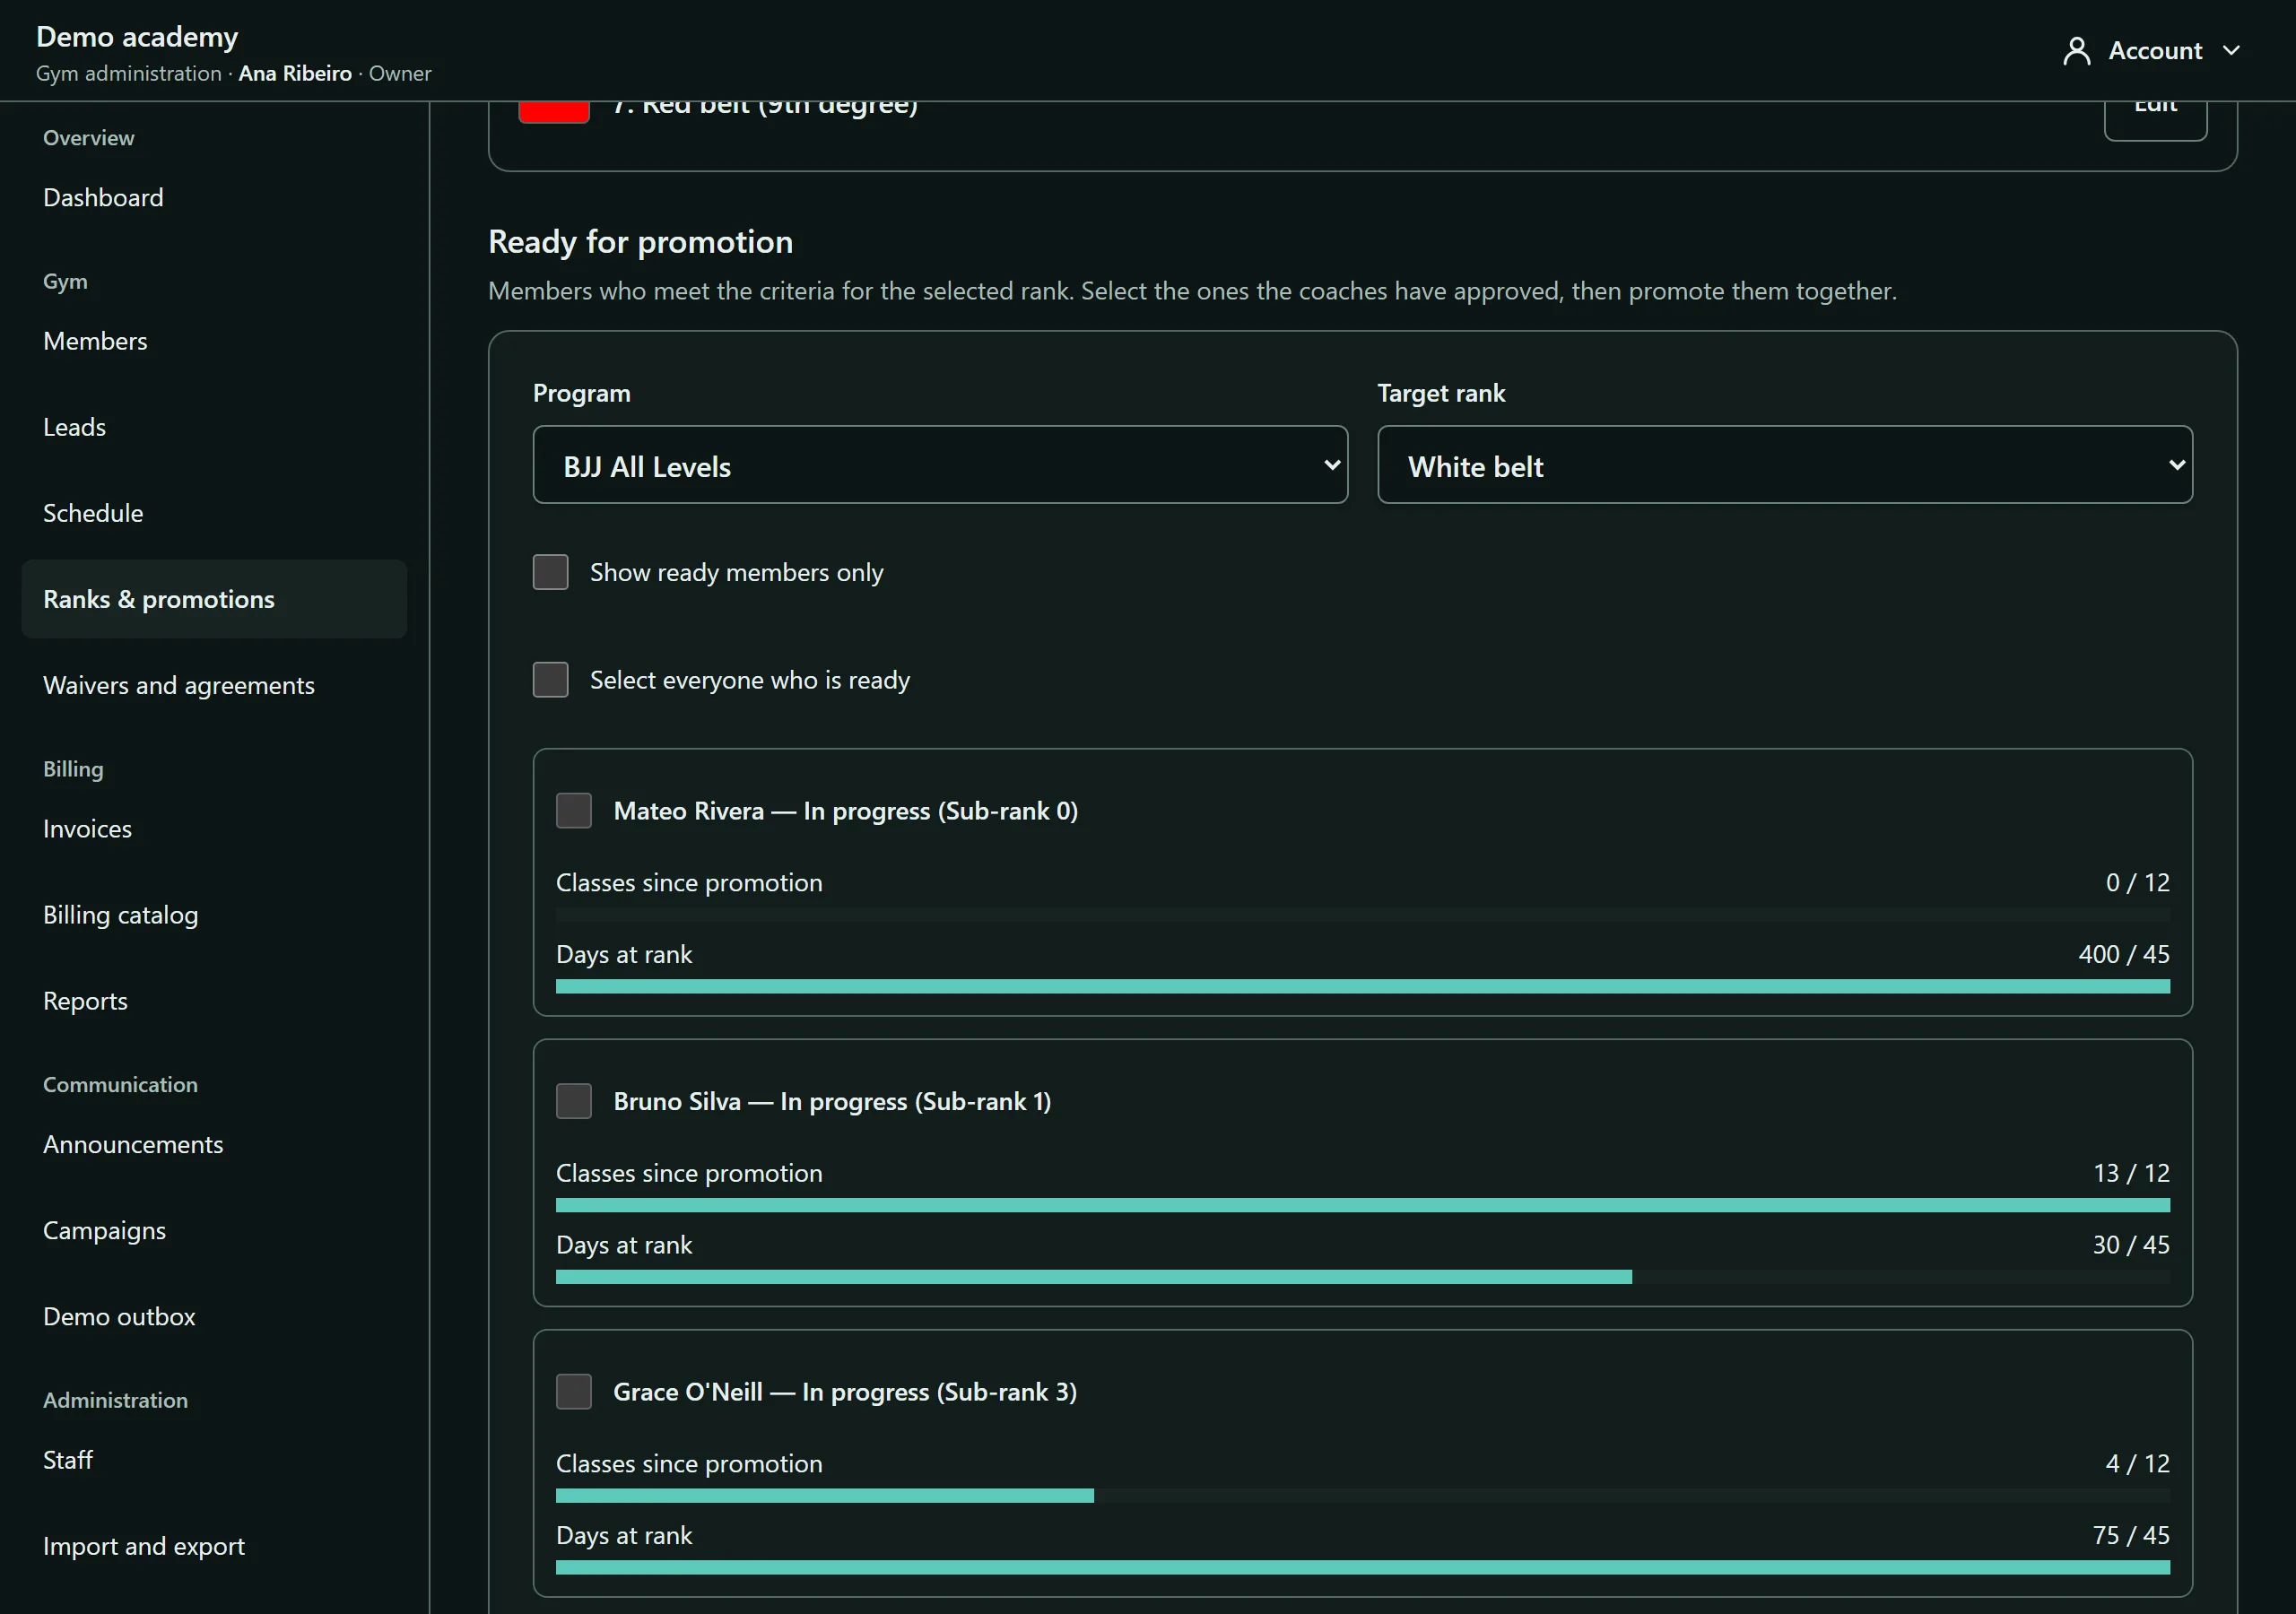 Demo academy
Gym administration · Ana Ribeiro · Owner
Account
Overview
Dashboard
Gym
Members
Leads
Schedule
Ranks & promotions
Waivers and agreements
Billing
Invoices
Billing catalog
Reports
Communication
Announcements
Campaigns
Demo outbox
Administration
Staff
Import and export
7. Red belt (9th degree)
Edit
Ready for promotion
Members who meet the criteria for the selected rank. Select the ones the coaches have approved, then promote them together.
Program
Target rank
BJJ All Levels
White belt
Show ready members only
Select everyone who is ready
Mateo Rivera — In progress (Sub-rank 0)
Classes since promotion 0 / 12
Days at rank 400 / 45
Bruno Silva — In progress (Sub-rank 1)
Classes since promotion 13 / 12
Days at rank 30 / 45
Grace O'Neill — In progress (Sub-rank 3)
Classes since promotion 4 / 12
Days at rank 75 / 45